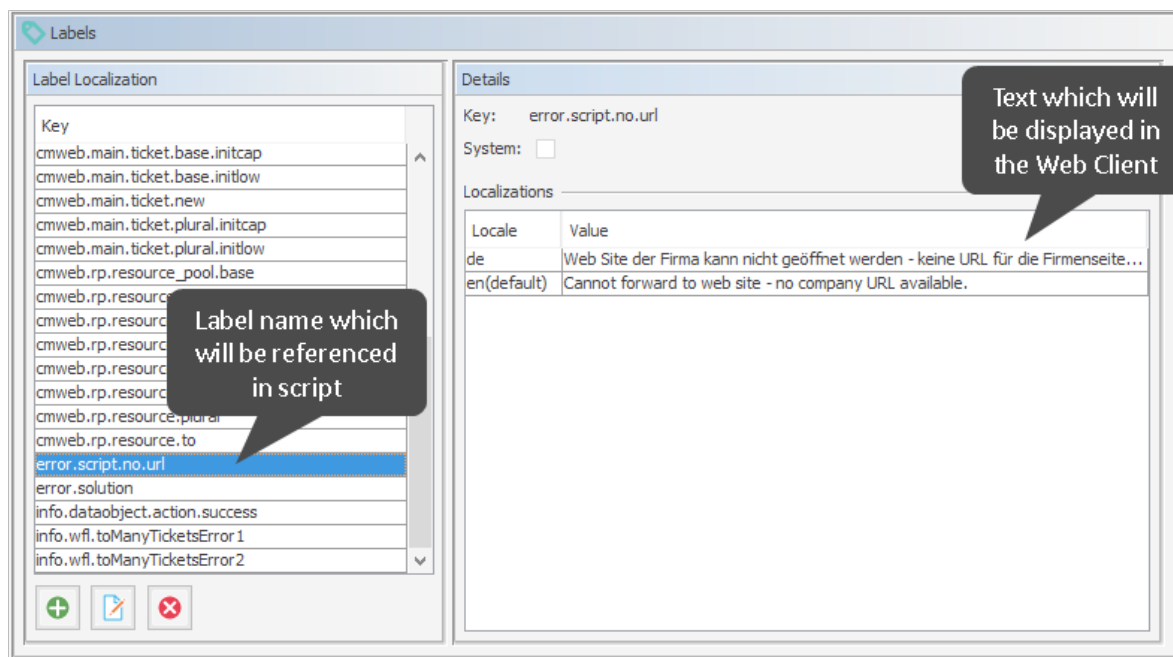 Labels
Label Localization
Key
cmweb.main.ticket.base.initcap
cmweb.main.ticket.base.initlow
cmweb.main.ticket.new
cmweb.main.ticket.plural.initcap
cmweb.main.ticket.plural.initlow
cmweb.rp.resource_pool.base
cmweb.rp.resource.plural
cmweb.rp.resource.to
error.script.no.url
error.solution
info.dataobject.action.success
info.wfl.toManyTicketsError1
info.wfl.toManyTicketsError2
Label name which
will be referenced
in script
Details
Key: error.script.no.url
System:
Localizations
Locale Value
de Web Site der Firma kann nicht geöffnet werden - keine URL für die Firmenseite...
en(default) Cannot forward to web site - no company URL available.
Text which will
be displayed in
the Web Client